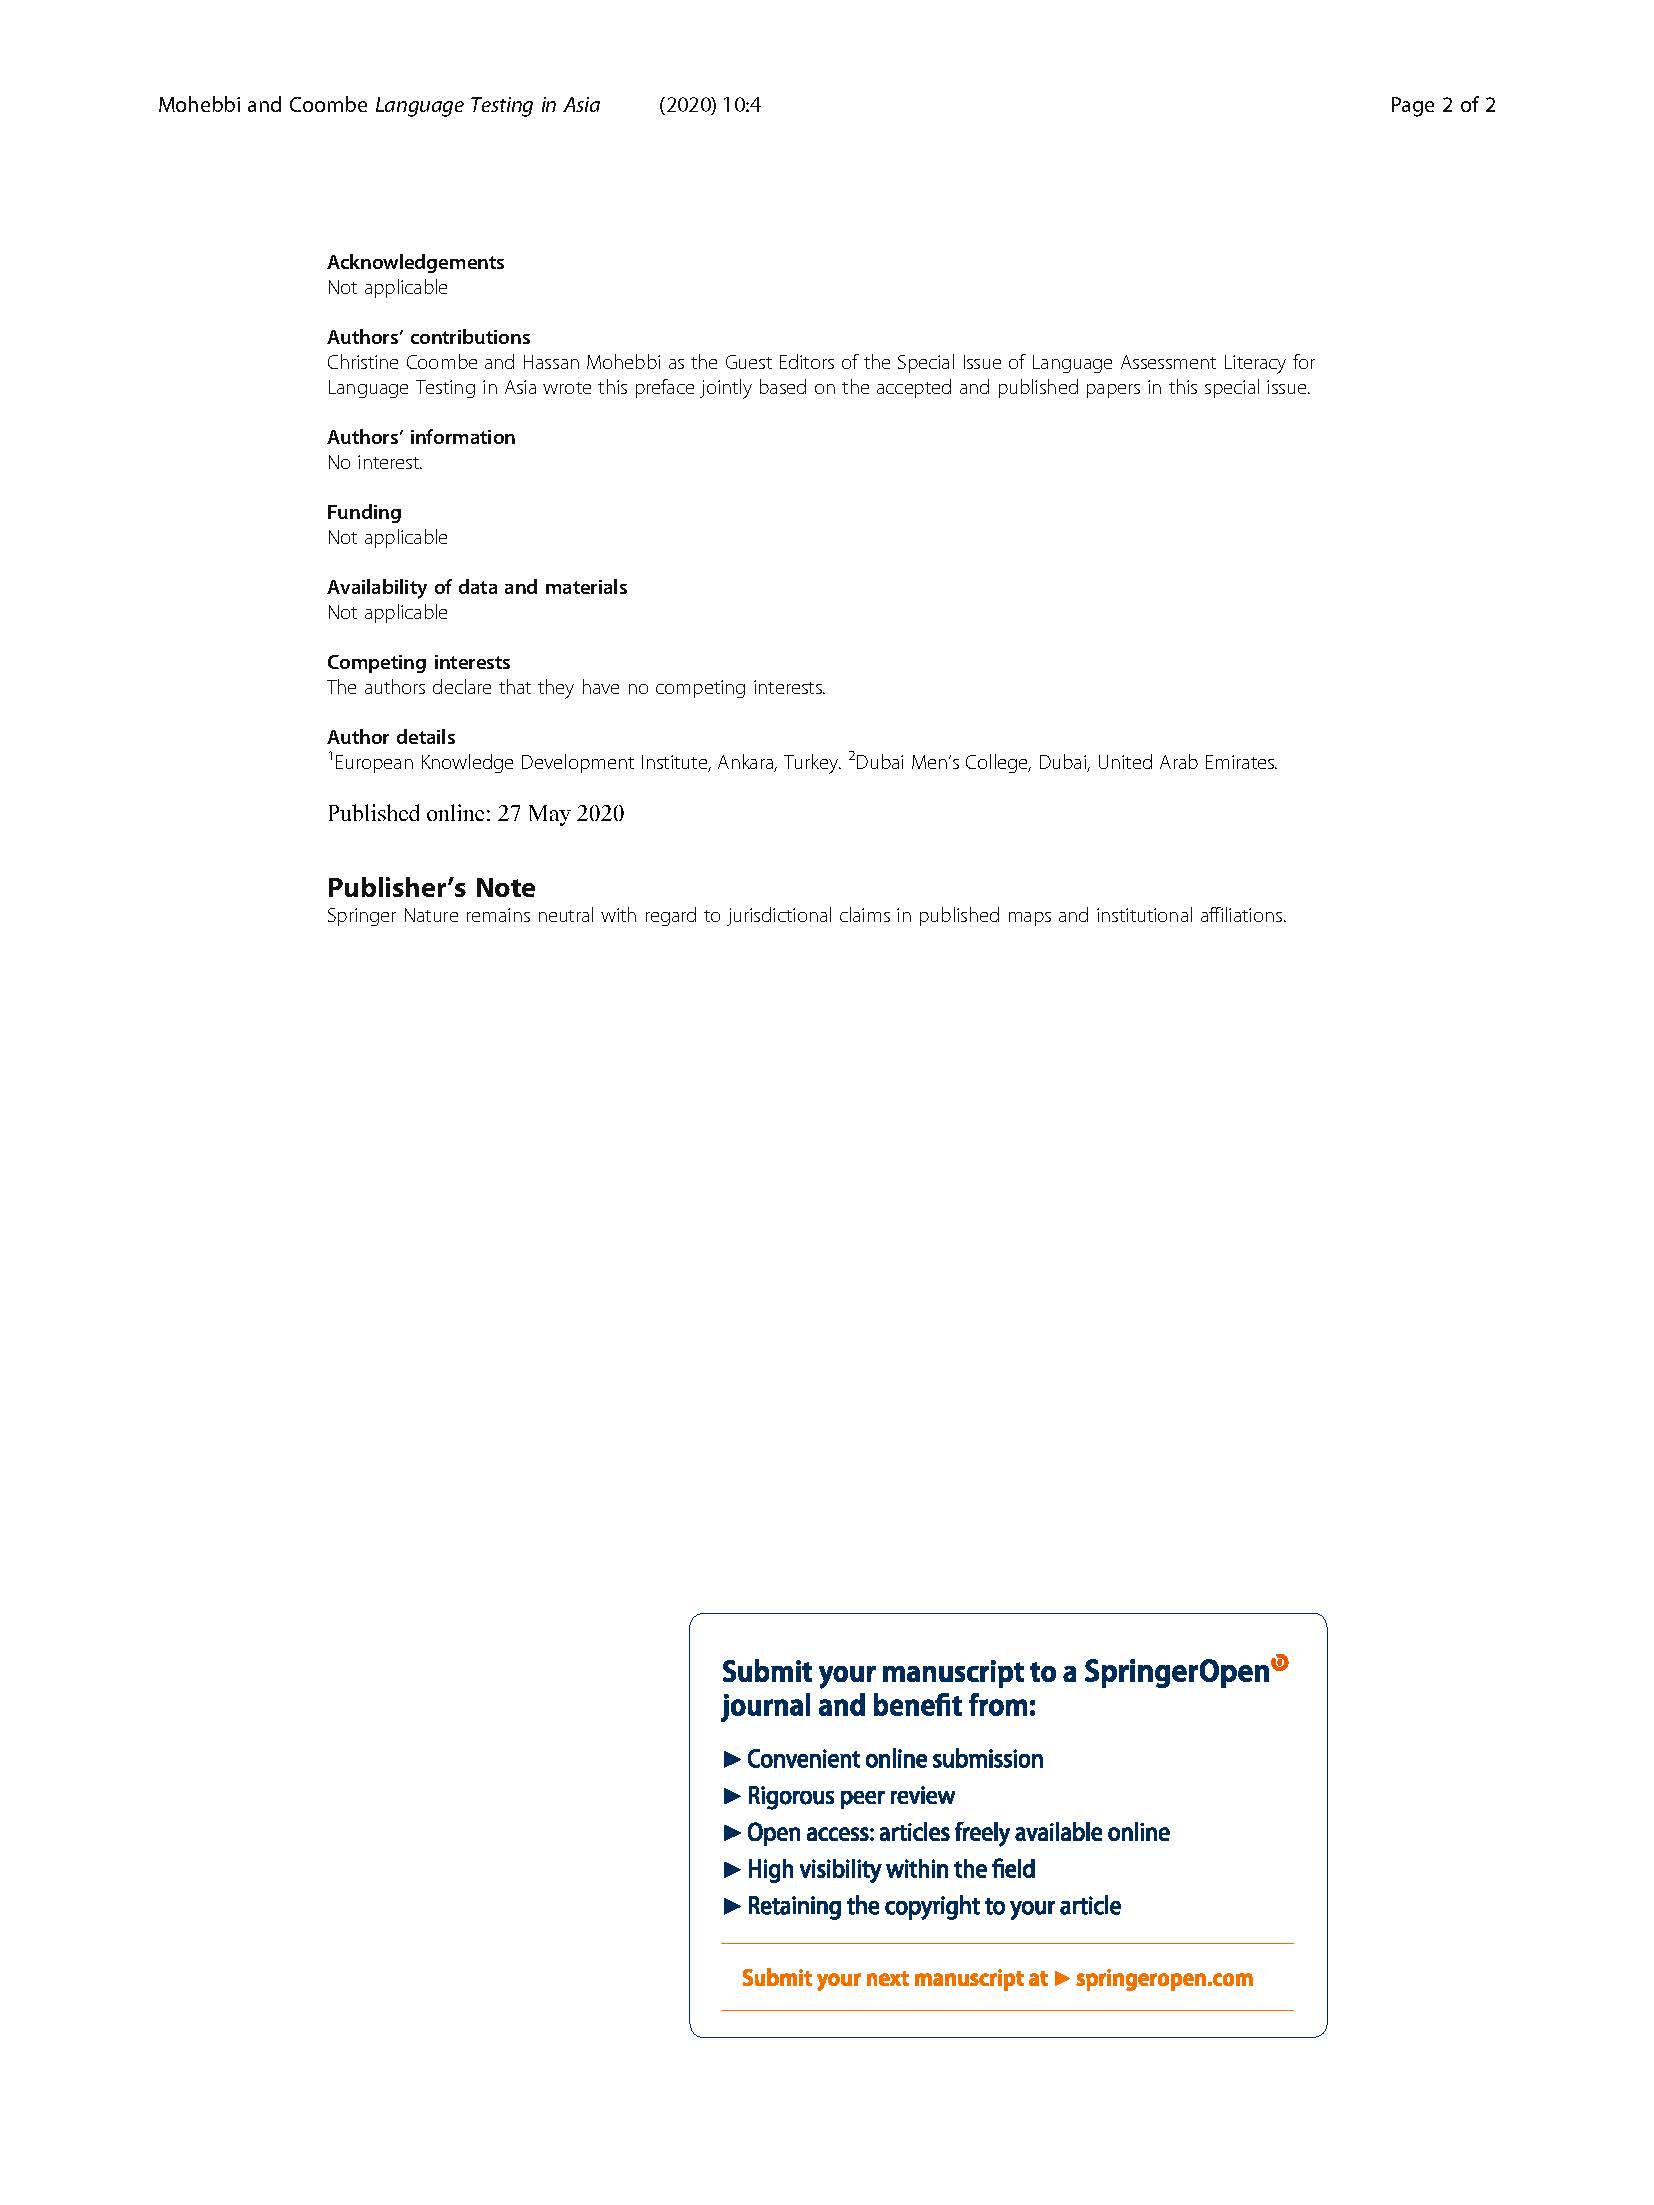 Mohebbi and Coombe Language Testing in Asia (2020) 10:4 Page 2 of 2
Acknowledgements
Not applicable
Authors’ contributions
Christine Coombe and Hassan Mohebbi as the Guest Editors of the Special Issue of Language Assessment Literacy for
Language Testing in Asia wrote this preface jointly based on the accepted and published papers in this special issue.
Authors’ information
No interest.
Funding
Not applicable
Availability of data and materials
Not applicable
Competing interests
The authors declare that they have no competing interests.
Author details
1European Knowledge Development Institute, Ankara, Turkey. 2Dubai Men’s College, Dubai, United Arab Emirates.
Published online: 27 May 2020
Publisher’s Note
Springer Nature remains neutral with regard to jurisdictional claims in published maps and institutional affiliations.
Submit your manuscript to a SpringerOpen
journal and benefit from:
► Convenient online submission
► Rigorous peer review
► Open access: articles freely available online
► High visibility within the field
► Retaining the copyright to your article
Submit your next manuscript at ► springeropen.com